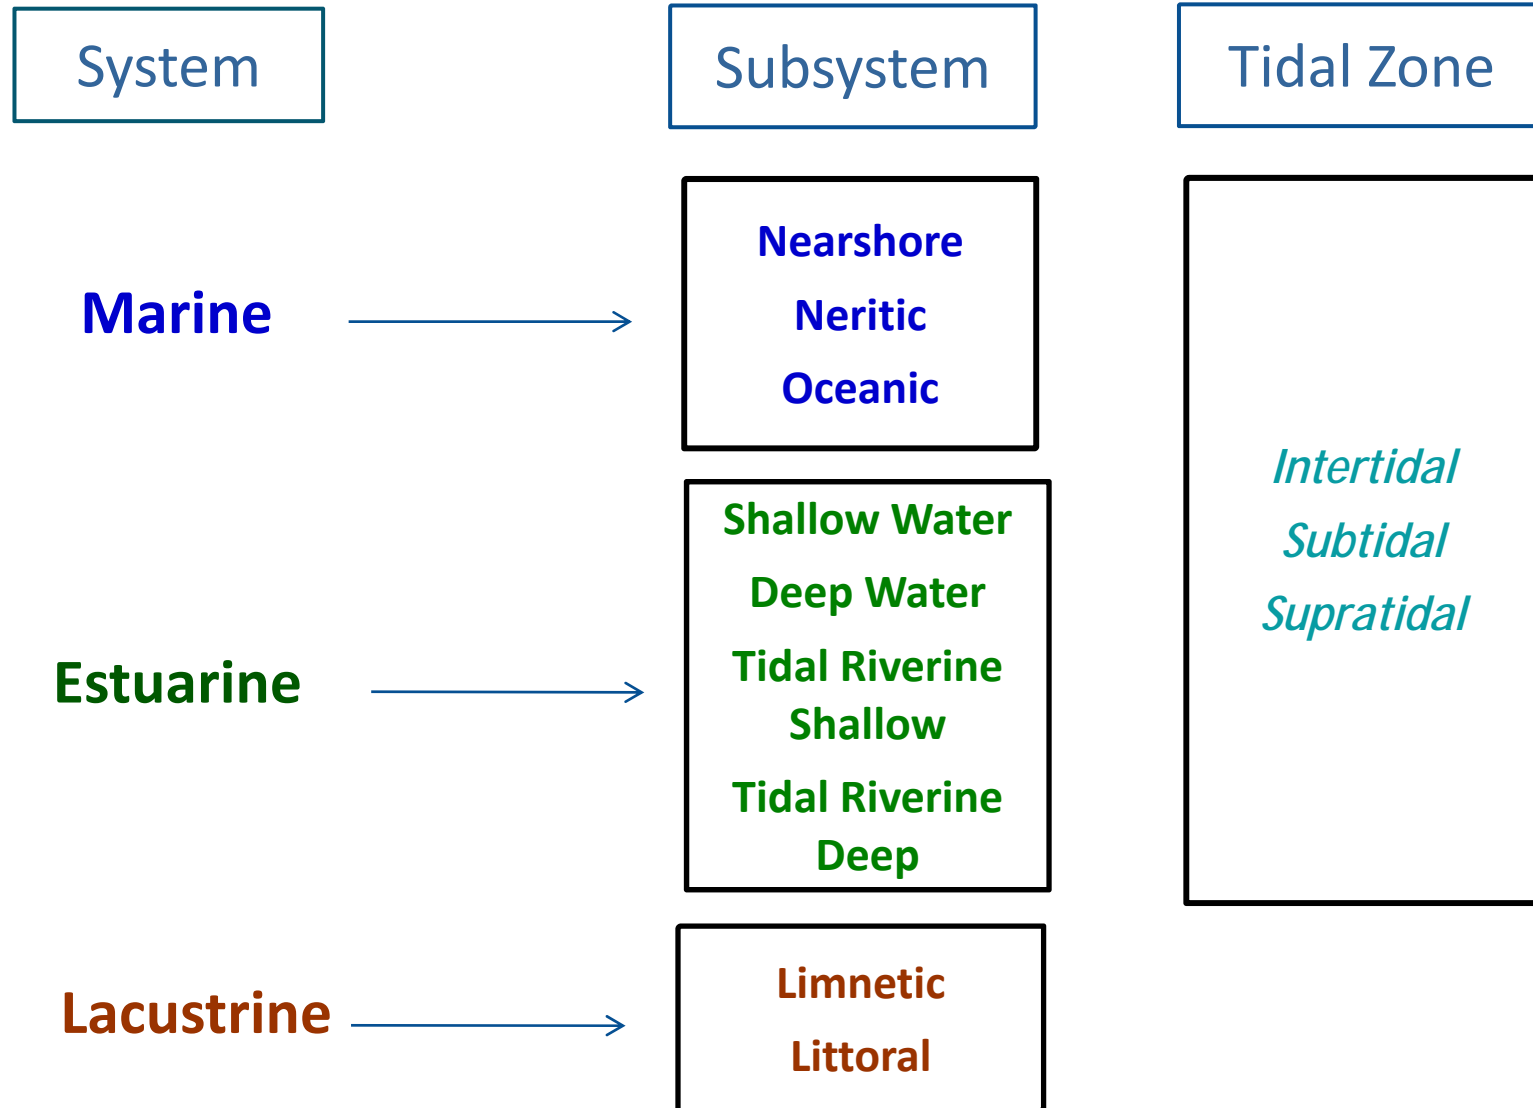 System
Subsystem
Tidal Zone
Marine
Nearshore
Neritic
Oceanic
Estuarine
Shallow Water
Deep Water
Tidal Riverine
Shallow
Tidal Riverine
Deep
Intertidal
Subtidal
Supratidal
Lacustrine
Limnetic
Littoral